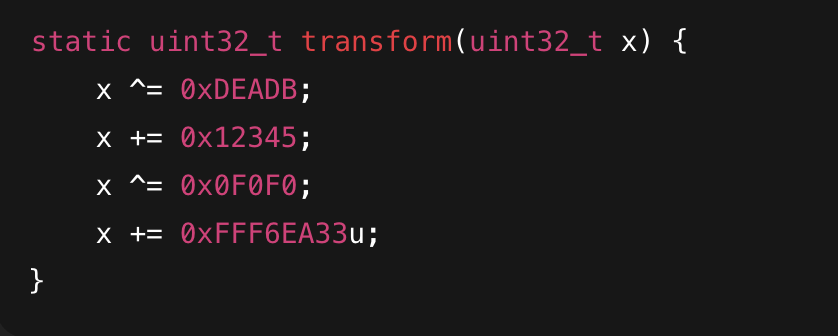 static uint32_t transform(uint32_t x) {
    x ^= 0xDEADB;
    x += 0x12345;
    x ^= 0x0F0F0;
    x += 0xFFF6EA33u;
}